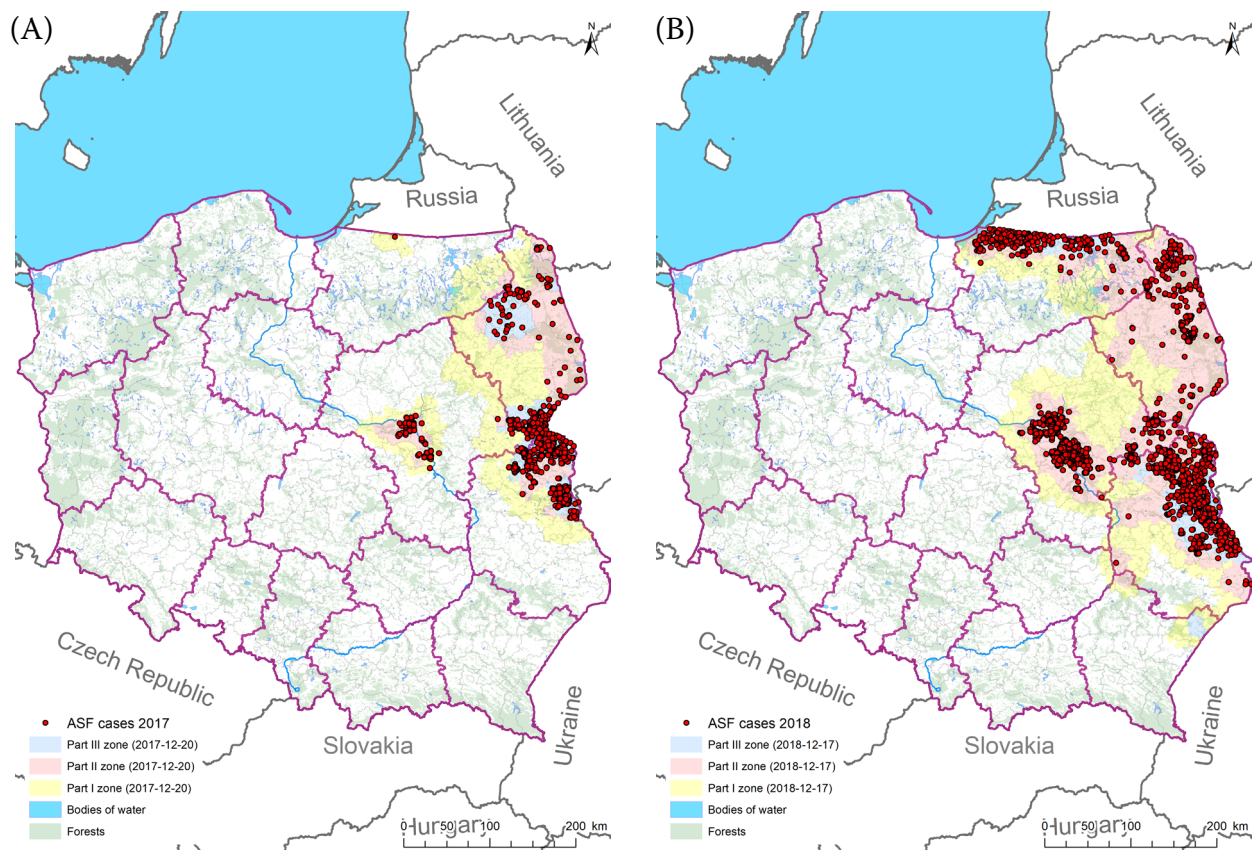 (A)
N
Lithuania
Russia
Czech Republic
Slovakia
Ukraine
Hungary
ASF cases 2017
Part III zone (2017-12-20)
Part II zone (2017-12-20)
Part I zone (2017-12-20)
Bodies of water
Forests
0 50 100 200 km
(B)
N
Lithuania
Russia
Czech Republic
Slovakia
Ukraine
Hungary
ASF cases 2018
Part III zone (2018-12-17)
Part II zone (2018-12-17)
Part I zone (2018-12-17)
Bodies of water
Forests
0 50 100 200 km